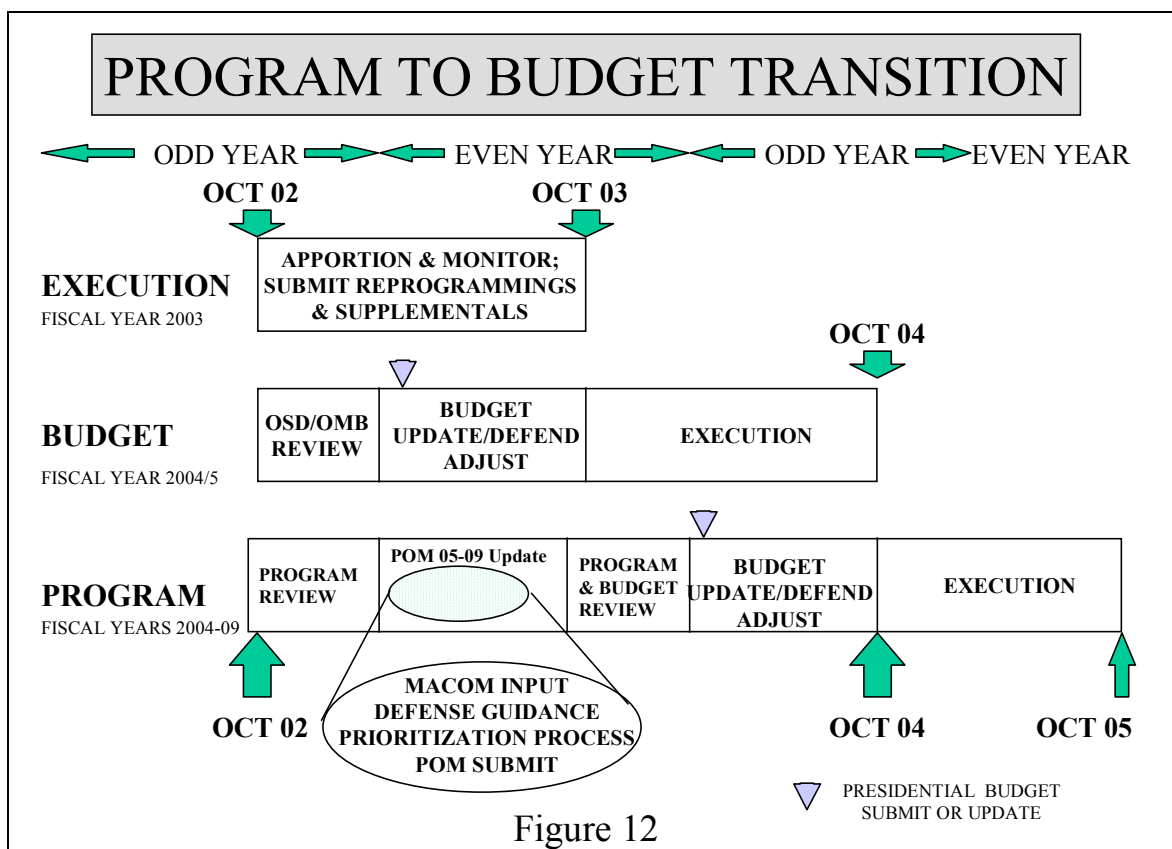 PROGRAM TO BUDGET TRANSITION
ODD YEAR EVEN YEAR ODD YEAR EVEN YEAR
OCT 02 OCT 03
EXECUTION
FISCAL YEAR 2003
APPORTION & MONITOR;
SUBMIT REPROGRAMMINGS
& SUPPLEMENTALS
OCT 04
BUDGET
FISCAL YEAR 2004/5
OSD/OMB
REVIEW
BUDGET
UPDATE/DEFEND
ADJUST
EXECUTION
PROGRAM
FISCAL YEARS 2004-09
PROGRAM
REVIEW
POM 05-09 Update
PROGRAM
& BUDGET
REVIEW
BUDGET
UPDATE/DEFEND
ADJUST
EXECUTION
OCT 02
MACOM INPUT
DEFENSE GUIDANCE
PRIORITIZATION PROCESS
POM SUBMIT
OCT 04 OCT 05
PRESIDENTIAL BUDGET
SUBMIT OR UPDATE
Figure 12